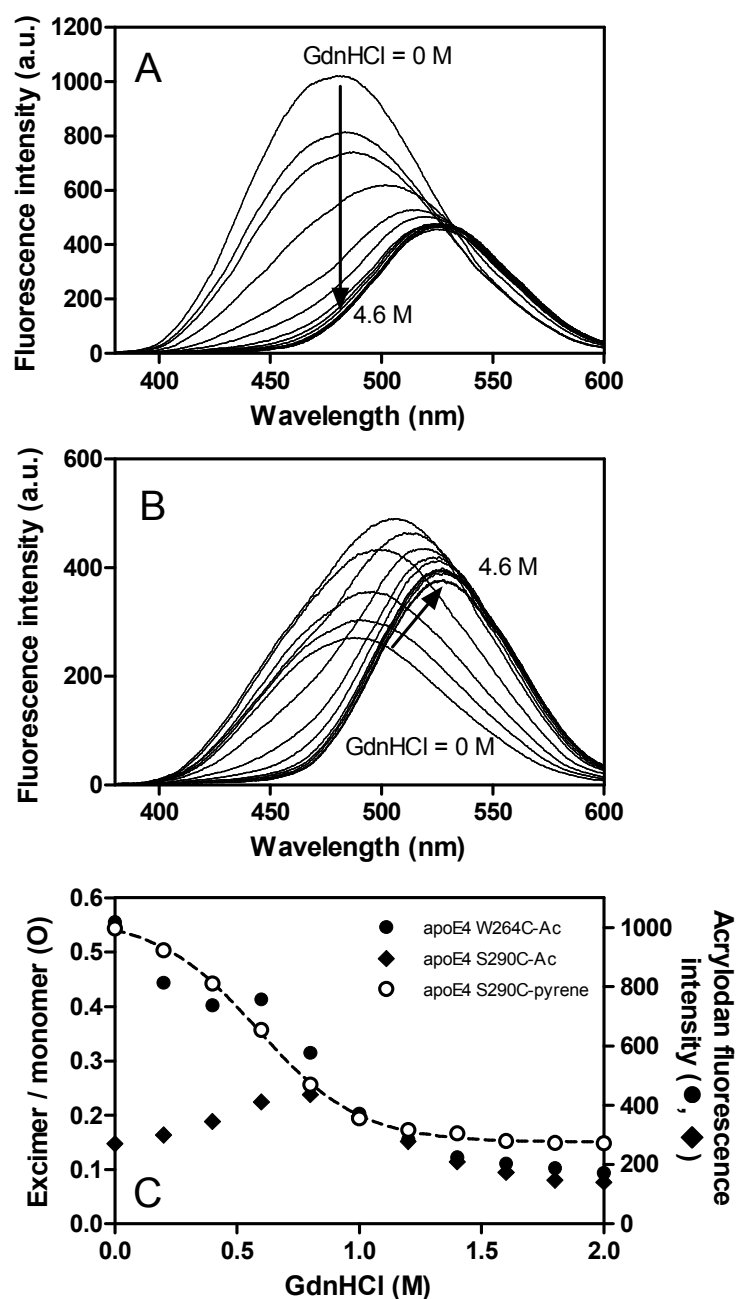 A
GdnHCl = 0 M
4.6 M
Fluorescence intensity (a.u.)
1200
1000
800
600
400
200
0
400 450 500 550 600
Wavelength (nm)
B
4.6 M
GdnHCl = 0 M
Fluorescence intensity (a.u.)
600
400
200
0
400 450 500 550 600
Wavelength (nm)
C
Excimer / monomer (O)
0.6
0.5
0.4
0.3
0.2
0.1
0.0
apoE4 W264C-Ac
apoE4 S290C-Ac
apoE4 S290C-pyrene
1000
800
600
400
200
0
Acrylodan fluorescence
intensity (●, ◆)
0.0 0.5 1.0 1.5 2.0
GdnHCl (M)